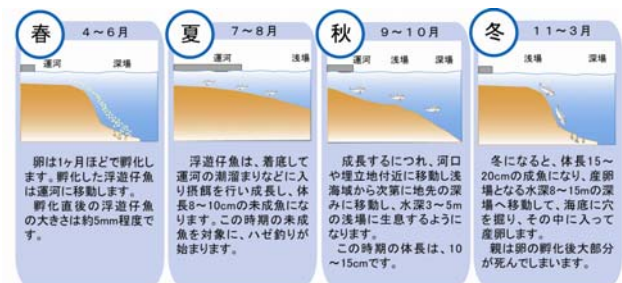 春
4～6月
運河
深場
卵は1ヶ月ほどで孵化し
ます。孵化した浮遊仔魚
は運河に移動します。
孵化直後の浮遊仔魚
の大きさは約5mm程度で
す。
夏
7～8月
運河
浅場
浮遊仔魚は、着底して
運河の潮溜まりなどに入
り摂餌を行い成長し、体
長8～10cmの未成魚にな
ります。この時期の未成
魚を対象に、ハゼ釣りが
始まります。
秋
9～10月
運河
浅場
深場
成長するにつれ、河口
や埋立地付近に移動し浅
海域から次第に地先の深
みに移動し、水深3～5m
の浅場に生息するように
なります。
この時期の体長は、10
～15cmです。
冬
11～3月
運河
浅場
深場
冬になると、体長15～
20cmの成魚になり、産卵
場となる水深8～15mの深
場へ移動して、海底に穴
を掘り、その中に入って
産卵します。
親は卵の孵化後大部分
が死んでしまいます。